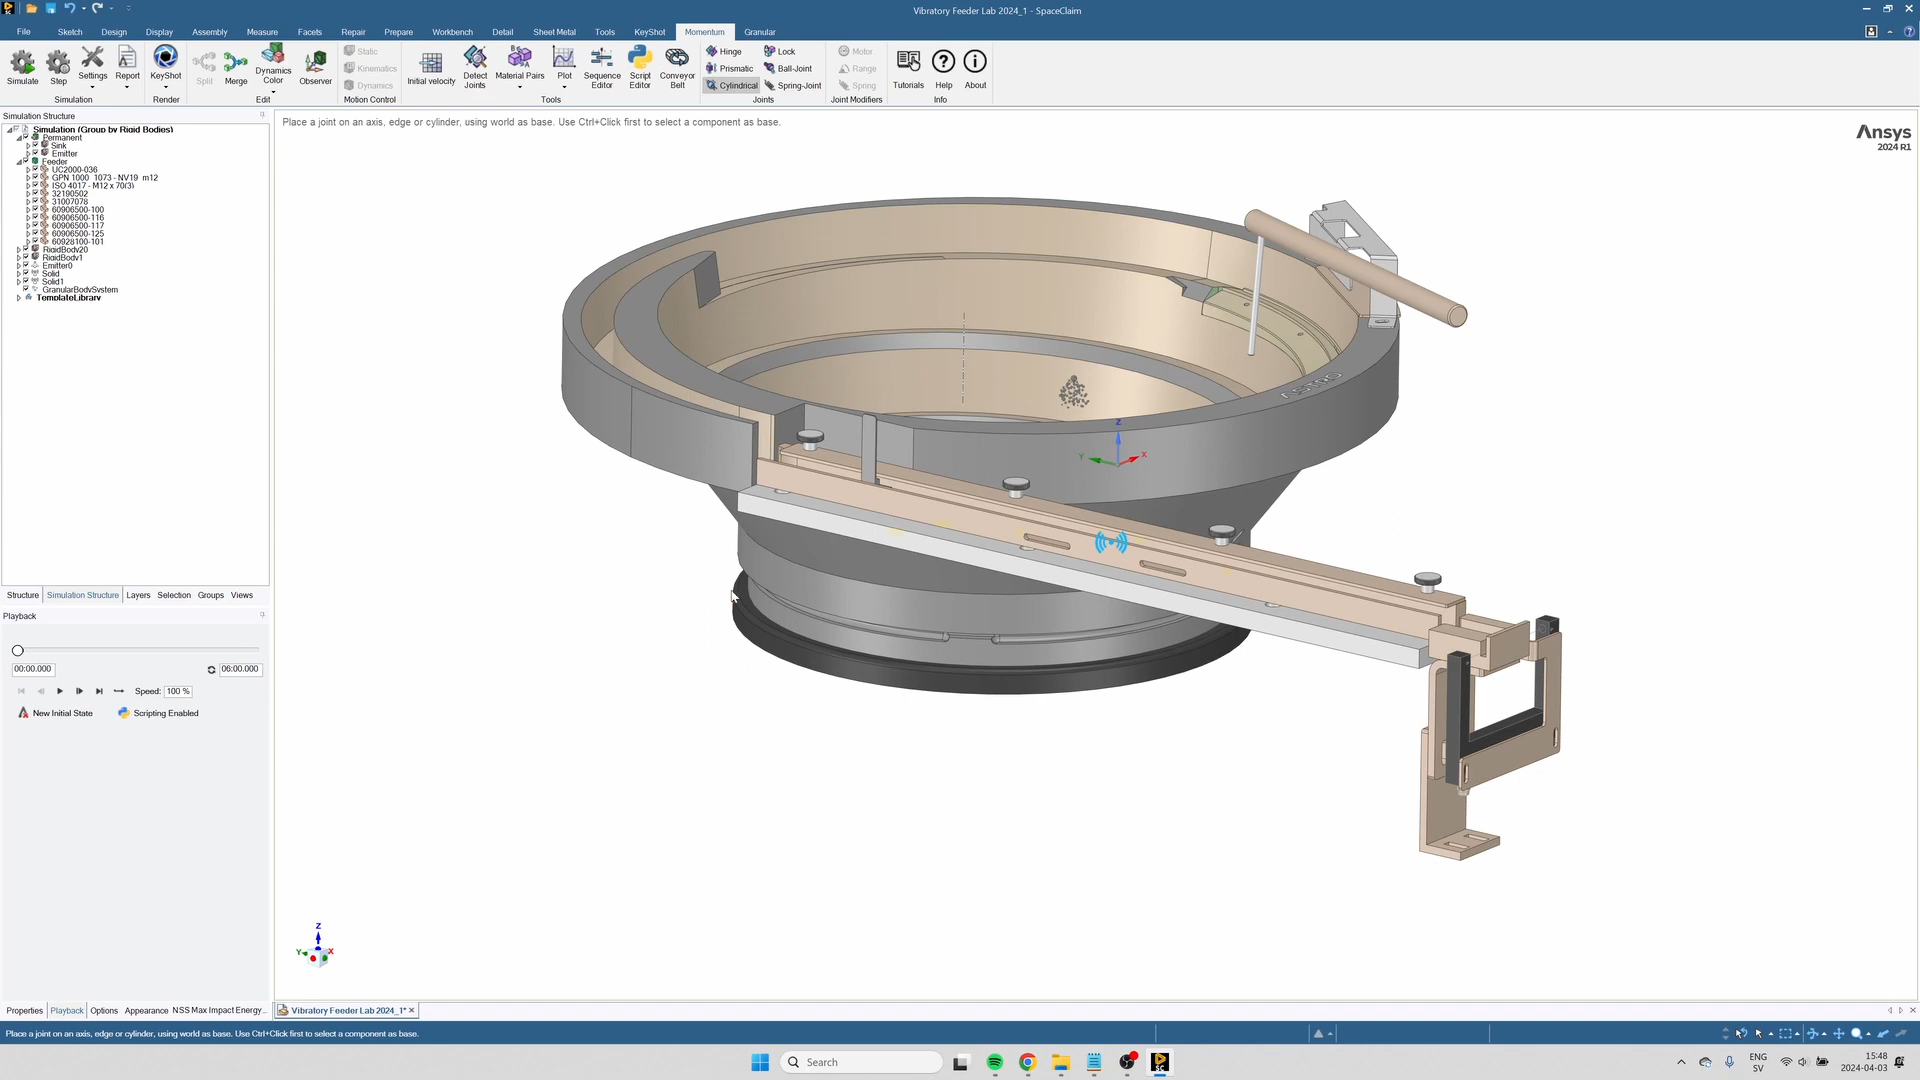 Vibratory Feeder Lab 2024_1 - SpaceClaim
File Sketch Design Display Assembly Measure Facets Repair Prepare Workbench Detail Sheet Metal Tools KeyShot Momentum Granular
Simulate Step Settings Report
Simulation
KeyShot
Render
Split Merge Dynamics Color Observer
Edit
Static
Kinematics
Dynamics
Motion Control
Initial velocity Detect Joints Material Pairs Plot Sequence Editor Script Editor Conveyor Belt
Tools
Hinge Lock
Prismatic Ball-Joint
Cylindrical Spring-Joint
Joints
Motor
Range
Spring
Joint Modifiers
Tutorials Help About
Info
Simulation Structure
Simulation (Group by Rigid Bodies)
Permanent
Sink
Emitter
Feeder
UC2000-036
GPN 1000_1073 - NV19_m12
ISO 4017 - M12 x 70(3)
32190502
31007078
60906500-100
60906500-116
60906500-117
60906500-125
60928100-101
RigidBody20
RigidBody1
Emitter0
Solid
Solid1
GranularBodySystem
TemplateLibrary
Structure Simulation Structure Layers Selection Groups Views
Playback
00:00.000 06:00.000
Speed: 100 %
New Initial State Scripting Enabled
Properties Playback Options Appearance NSS Max Impact Energy...
Place a joint on an axis, edge or cylinder, using world as base. Use Ctrl+Click first to select a component as base.
Ansys
2024 R1
ASTRO
Z
Y X
Z
Y X
Vibratory Feeder Lab 2024_1*
Place a joint on an axis, edge or cylinder, using world as base. Use Ctrl+Click first to select a component as base.
Search
ENG
SV
15:48
2024-04-03